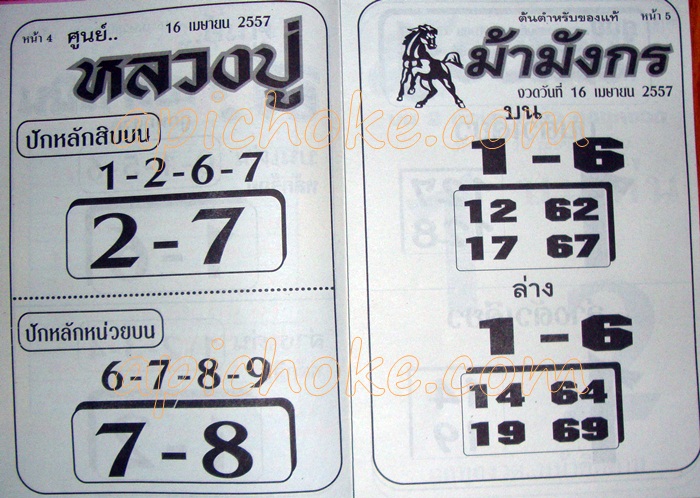 หน้า 4 ศูนย์.. 16 เมษายน 2557
หลวงปู่
ปักหลักสิบบน
1-2-6-7
2-7
ปักหลักหน่วยบน
6-7-8-9
7-8
ต้นตำหรับของแท้ หน้า 5
ม้ามังกร
งวดวันที่ 16 เมษายน 2557
บน
1-6
12 62
17 67
ล่าง
1-6
14 64
19 69
apichoke.com
apichoke.com